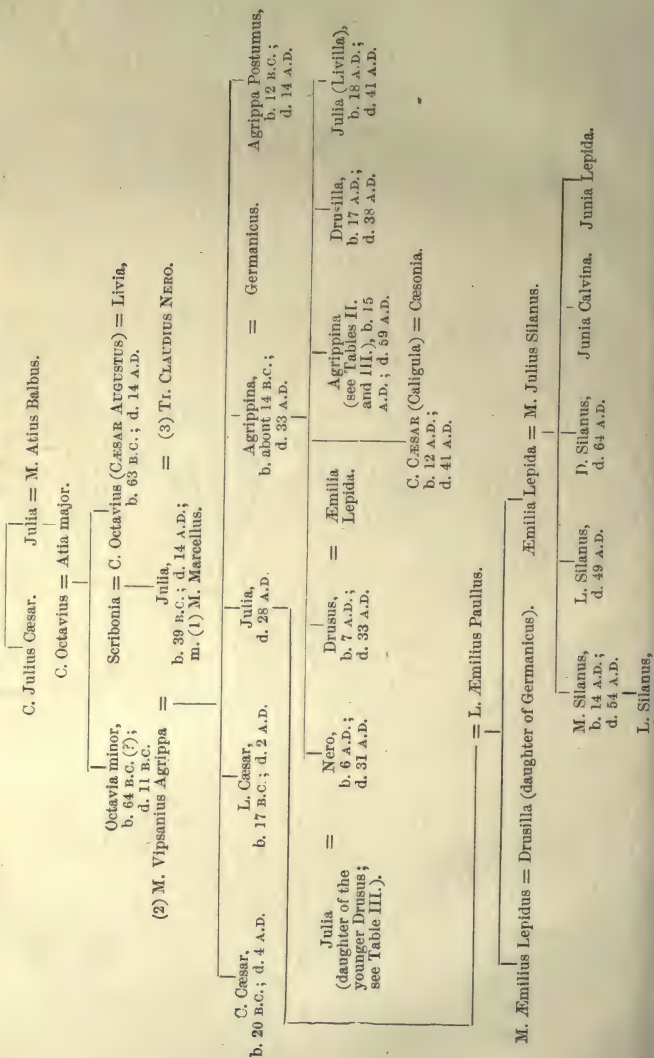 C. Julius Cæsar. Julia = M. Atius Balbus.
C. Octavius = Atia major.
Octavia minor,
b. 64 B.C. (?);
d. 11 B.C.
Scribonia = C. Octavius (CÆSAR AUGUSTUS) = Livia,
b. 63 B.C.; d. 14 A.D.
(2) M. Vipsanius Agrippa =
Julia,
b. 39 B.C.; d. 14 A.D.;
m. (1) M. Marcellus.
= (3) TI. CLAUDIUS NERO.
C. Cæsar,
b. 20 B.C.; d. 4 A.D.
L. Cæsar,
b. 17 B.C.; d. 2 A.D.
Julia,
d. 28 A.D.
Agrippina,
b. about 14 B.C.;
d. 33 A.D.
= Germanicus.
Agrippa Postumus,
b. 12 B.C.;
d. 14 A.D.
Julia
(daughter of the
younger Drusus;
see Table III.).
=
Nero,
b. 6 A.D.;
d. 31 A.D.
Drusus,
b. 7 A.D.;
d. 33 A.D.
=
Æmilia
Lepida.
Agrippina
(see Tables II.
and III.), b. 15
A.D.; d. 59 A.D.
Drusilla,
b. 17 A.D.;
d. 38 A.D.
Julia (Livilla),
b. 18 A.D.;
d. 41 A.D.
C. CÆSAR (Caligula) = Cæsonia.
b. 12 A.D.;
d. 41 A.D.
= L. Æmilius Paullus.
M. Æmilius Lepidus = Drusilla (daughter of Germanicus). Æmilia Lepida = M. Julius Silanus.
M. Silanus,
b. 14 A.D.;
d. 54 A.D.
L. Silanus,
d. 49 A.D.
D. Silanus,
d. 64 A.D.
Junia Calvina.
Junia Lepida.
L. Silanus,